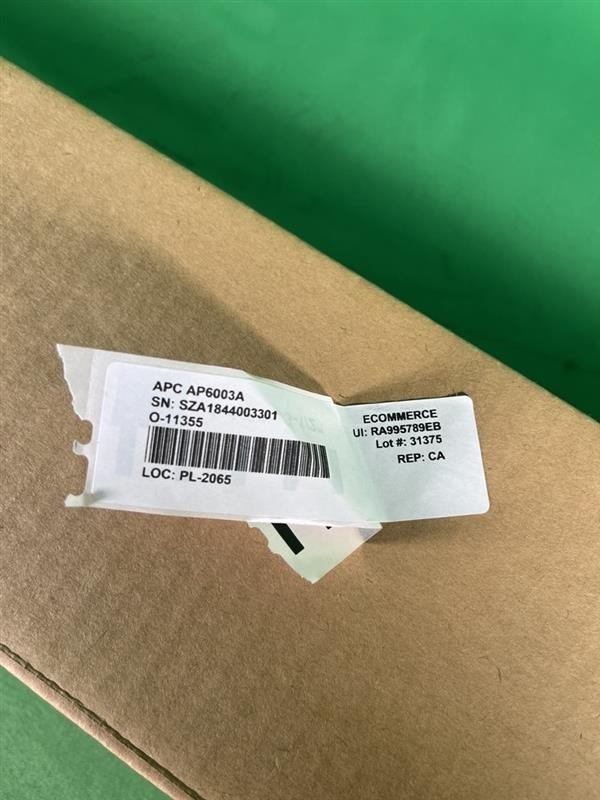 APC AP6003A
SN: SZA1844003301
O-11355
LOC: PL-2065
ECOMMERCE
UI: RA995789EB
Lot #: 31375
REP: CA